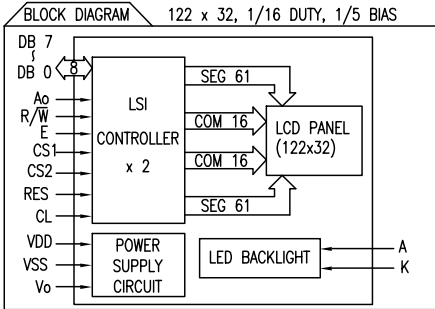 BLOCK DIAGRAM 122 x 32, 1/16 DUTY, 1/5 BIAS
DB 7
DB 0
8
Ao
R/W̅
E̅
CS1
CS2
RES
CL
LSI
CONTROLLER
x 2
SEG 61
COM 16
COM 16
SEG 61
LCD PANEL
(122x32)
VDD
VSS
Vo
POWER
SUPPLY
CIRCUIT
LED BACKLIGHT
A
K